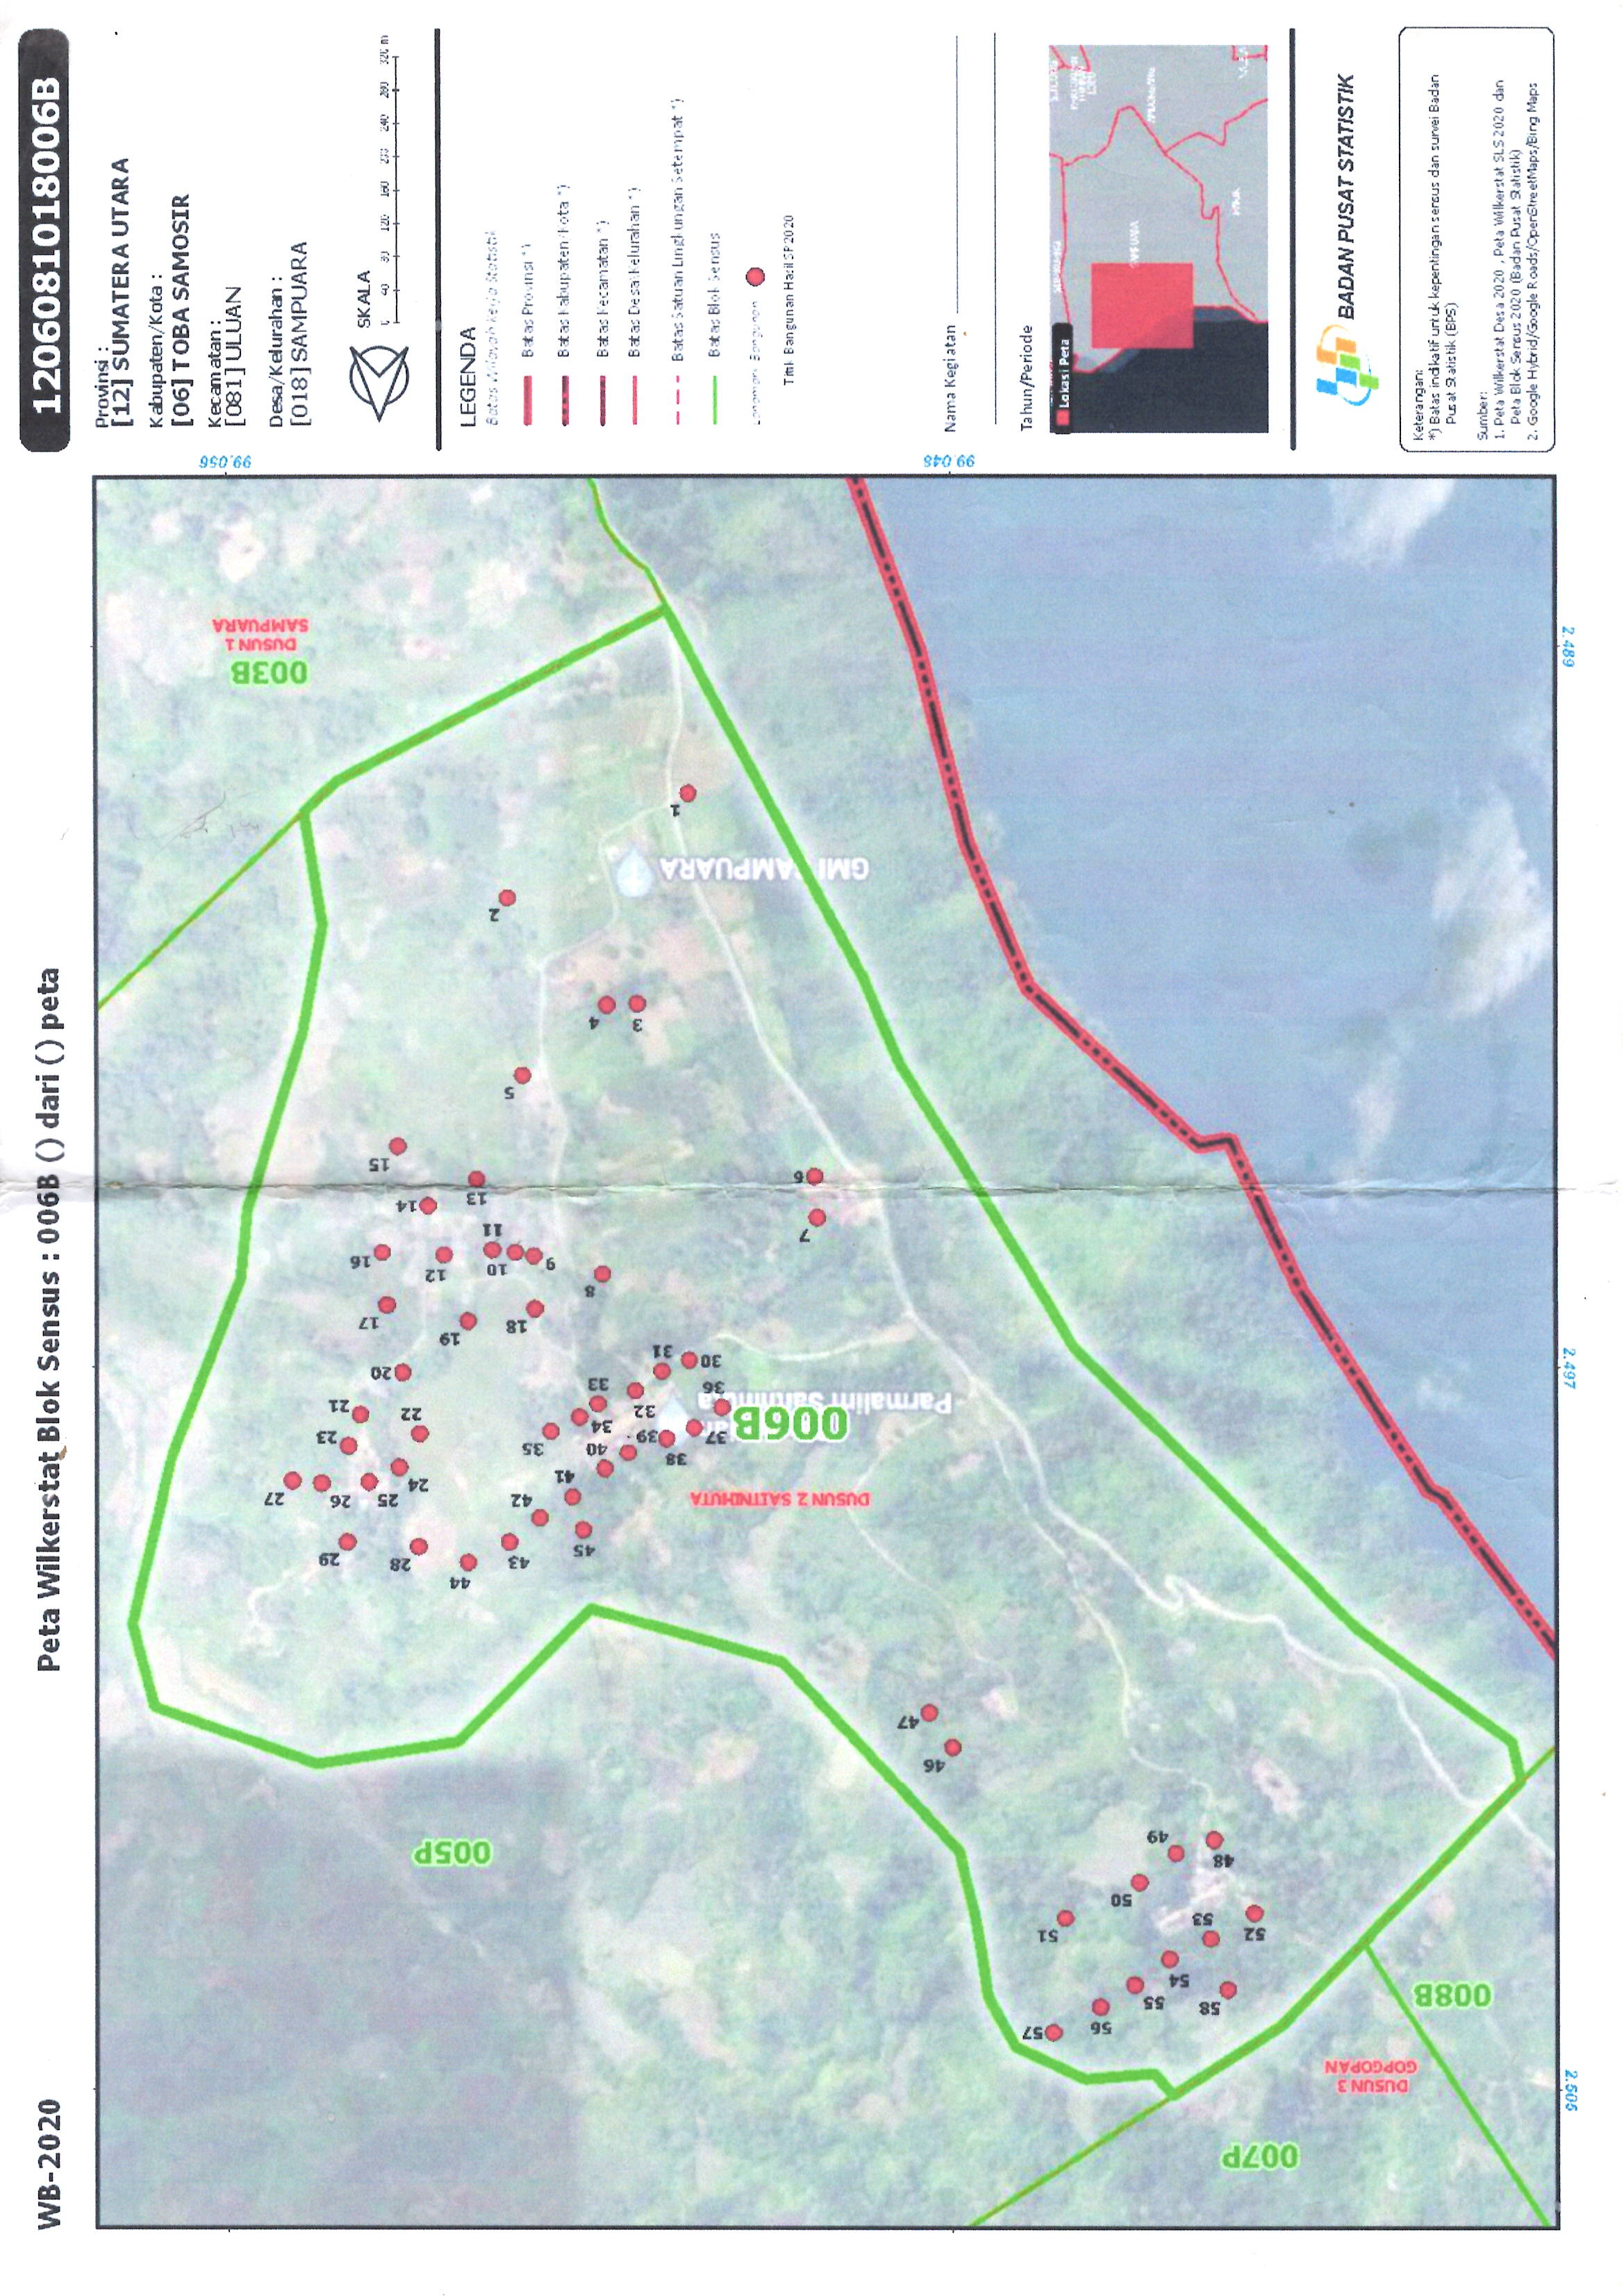 WB-2020
Peta Wilkerstat Blok Sensus : 006B () dari () peta
1206081018006B
Provinsi :
[12] SUMATERA UTARA
Kabupaten/Kota :
[06] TOBA SAMOSIR
Kecamatan :
[081] ULUAN
Desa/Kelurahan :
[018] SAMPUARA
SKALA
0 40 80 120 160 200 240 280 320 m
LEGENDA
Batas Wilayah Kerja Statistik
Batas Provinsi *)
Batas Kabupaten/Kota *)
Batas Kecamatan *)
Batas Desa/Kelurahan *)
Batas Satuan Lingkungan Setempat *)
Batas Blok Sensus
Landmark Bangunan
Titik Bangunan Hasil SP2020
Nama Kegiatan
Tahun/Periode
Lokasi Peta
SAMPUARA
BADAN PUSAT STATISTIK
Keterangan:
*) Batas indikatif untuk kepentingan sensus dan survei Badan
Pusat Statistik (BPS)
Sumber:
1. Peta Wilkerstat Desa 2020 , Peta Wilkerstat SLS 2020 dan
Peta Blok Sensus 2020 (Badan Pusat Statistik)
2. Google Hybrid/Google Roads/OpenStreetMaps/Bing Maps
99.056
99.048
2.505
2.497
2.489
005P
003B
DUSUN 1
SAMPUARA
006B
DUSUN 2 SAITNIHUTA
007P
DUSUN 3
GOPGOPAN
008B
27
29
26
23
21
25
28
24
22
20
17
16
15
14
12
19
44
13
10
11
43
42
18
9
35
5
2
45
41
40
34
33
8
4
3
39
32
38
31
1
37
36
30
7
6
46
47
57
51
56
50
55
49
54
58
53
48
52